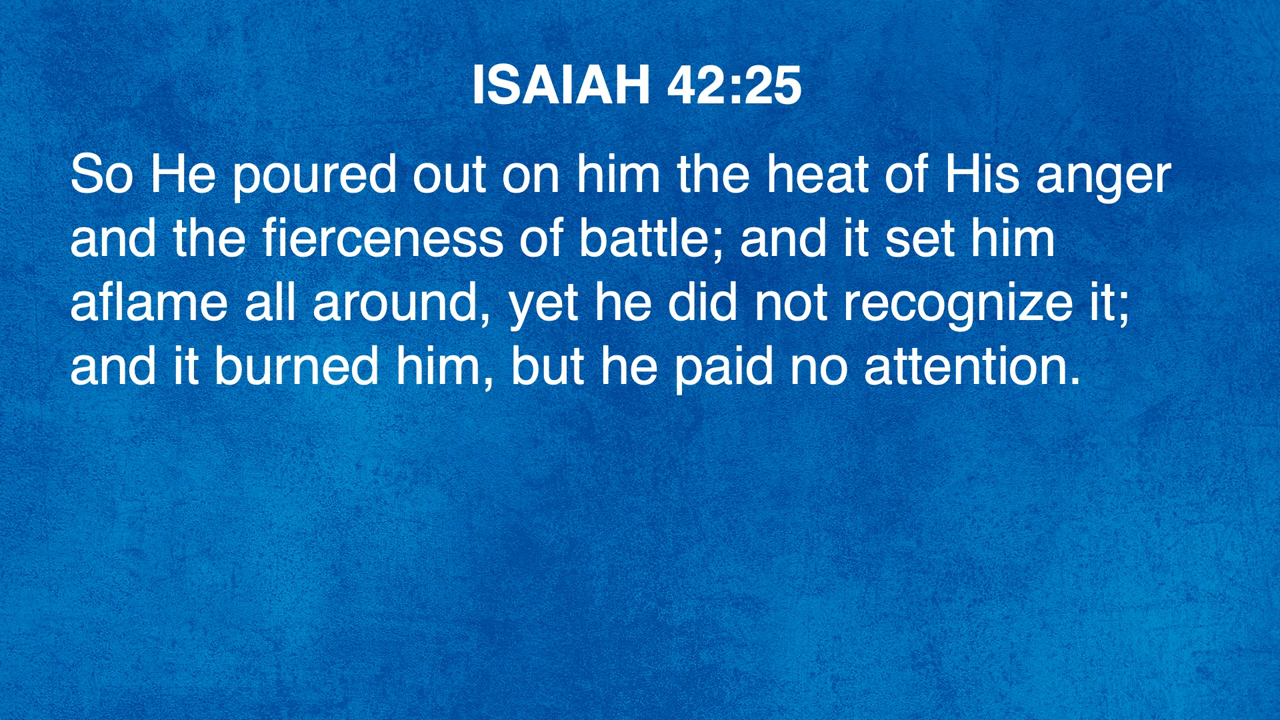 ISAIAH 42:25
So He poured out on him the heat of His anger
and the fierceness of battle; and it set him
aflame all around, yet he did not recognize it;
and it burned him, but he paid no attention.